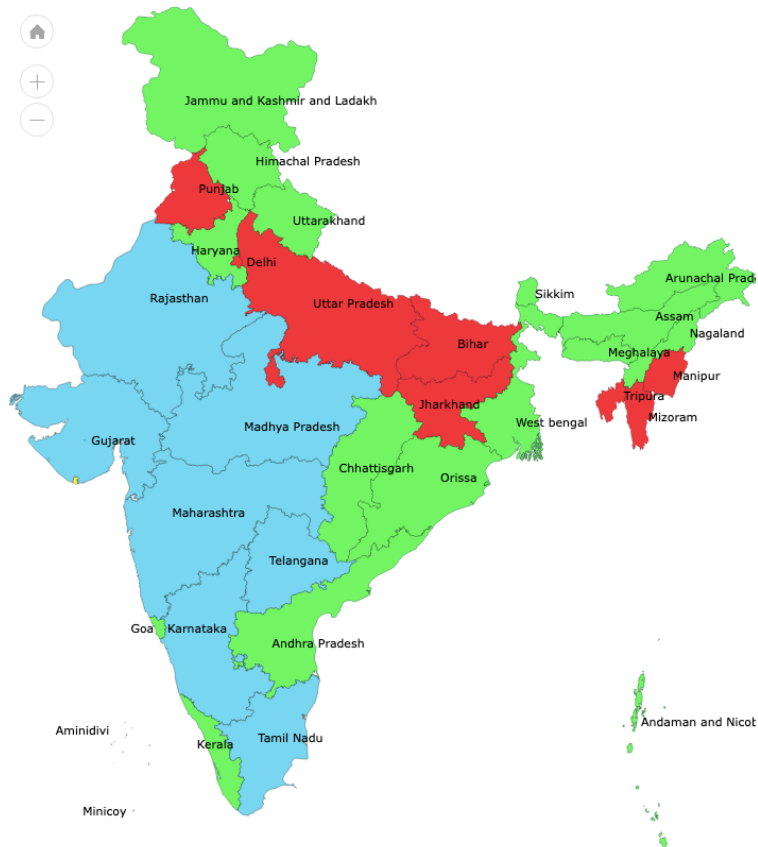 Jammu and Kashmir and Ladakh
Himachal Pradesh
Punjab
Uttarakhand
Haryana
Delhi
Arunachal Prad
Sikkim
Rajasthan
Uttar Pradesh
Assam
Nagaland
Bihar
Meghalaya
Manipur
Tripura
Jharkhand
Mizoram
West bengal
Madhya Pradesh
Gujarat
Chhattisgarh
Orissa
Maharashtra
Telangana
Goa
Karnataka
Andhra Pradesh
Andaman and Nicob
Aminidivi
Tamil Nadu
Kerala
Minicoy